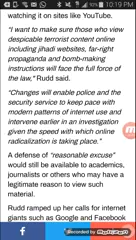 10:19 PM
watching it on sites like YouTube.
"I want to make sure those who view
despicable terrorist content online
including jihadi websites, far-right
propaganda and bomb-making
instructions will face the full force of
the law," Rudd said.
"Changes will enable police and the
security service to keep pace with
modern patterns of internet use and
intervene earlier in an investigation
given the speed with which online
radicalization is taking place."
A defense of "reasonable excuse"
would still be available to academics,
journalists or others who may have a
legitimate reason to view such
material.
Rudd ramped up her calls for internet
giants such as Google and Facebook
f